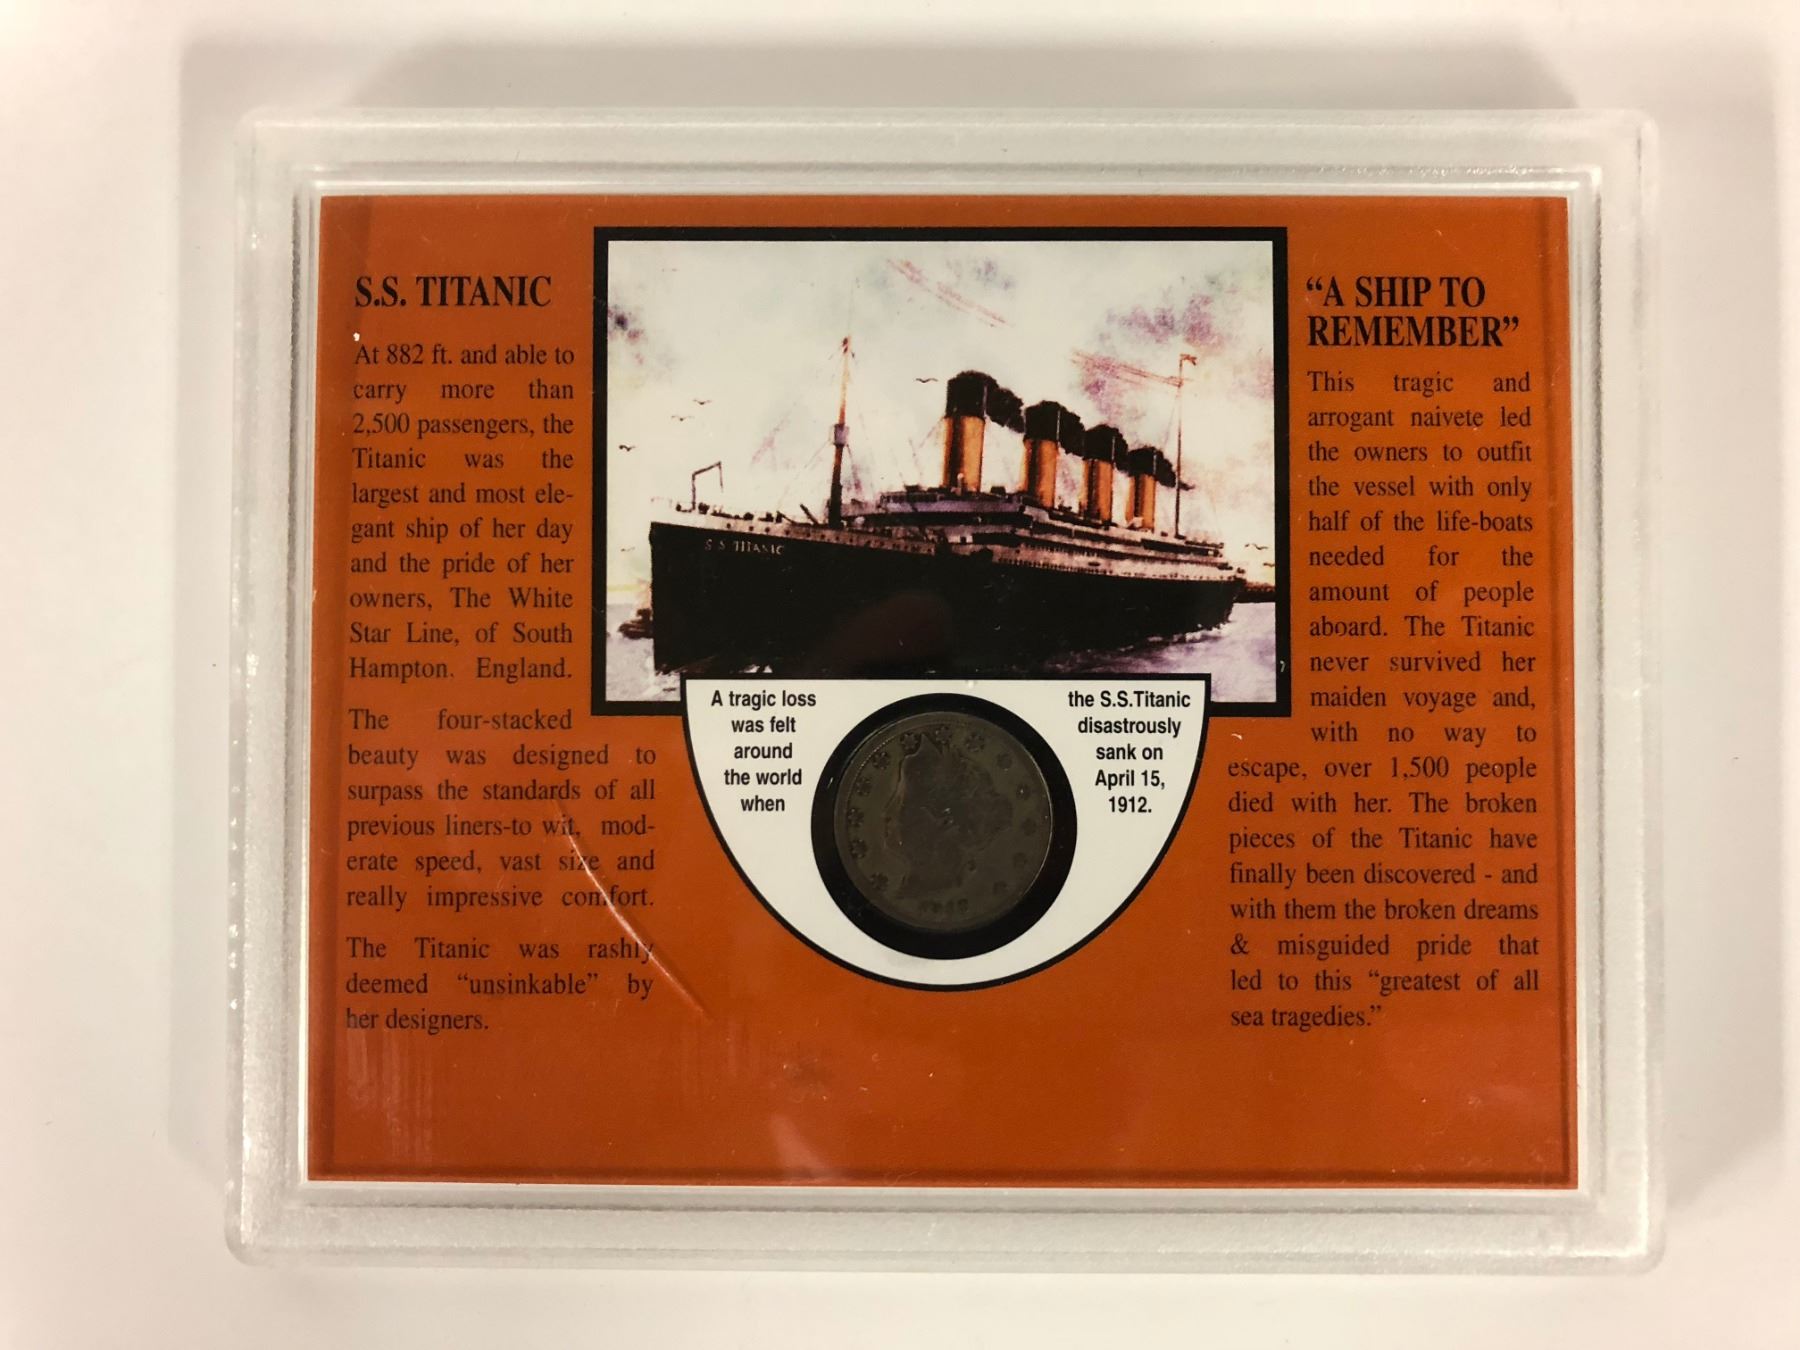 S.S. TITANIC
At 882 ft. and able to
carry more than
2,500 passengers, the
Titanic was the
largest and most ele-
gant ship of her day
and the pride of her
owners, The White
Star Line, of South
Hampton. England.
The four-stacked
beauty was designed to
surpass the standards of all
previous liners-to wit, mod-
erate speed, vast size and
really impressive comfort.
The Titanic was rashly
deemed “unsinkable” by
her designers.
S S TITANIC
A tragic loss
was felt
around
the world
when
the S.S.Titanic
disastrously
sank on
April 15,
1912.
1912
“A SHIP TO
REMEMBER”
This tragic and
arrogant naivete led
the owners to outfit
the vessel with only
half of the life-boats
needed for the
amount of people
aboard. The Titanic
never survived her
maiden voyage and,
with no way to
escape, over 1,500 people
died with her. The broken
pieces of the Titanic have
finally been discovered - and
with them the broken dreams
& misguided pride that
led to this “greatest of all
sea tragedies.”